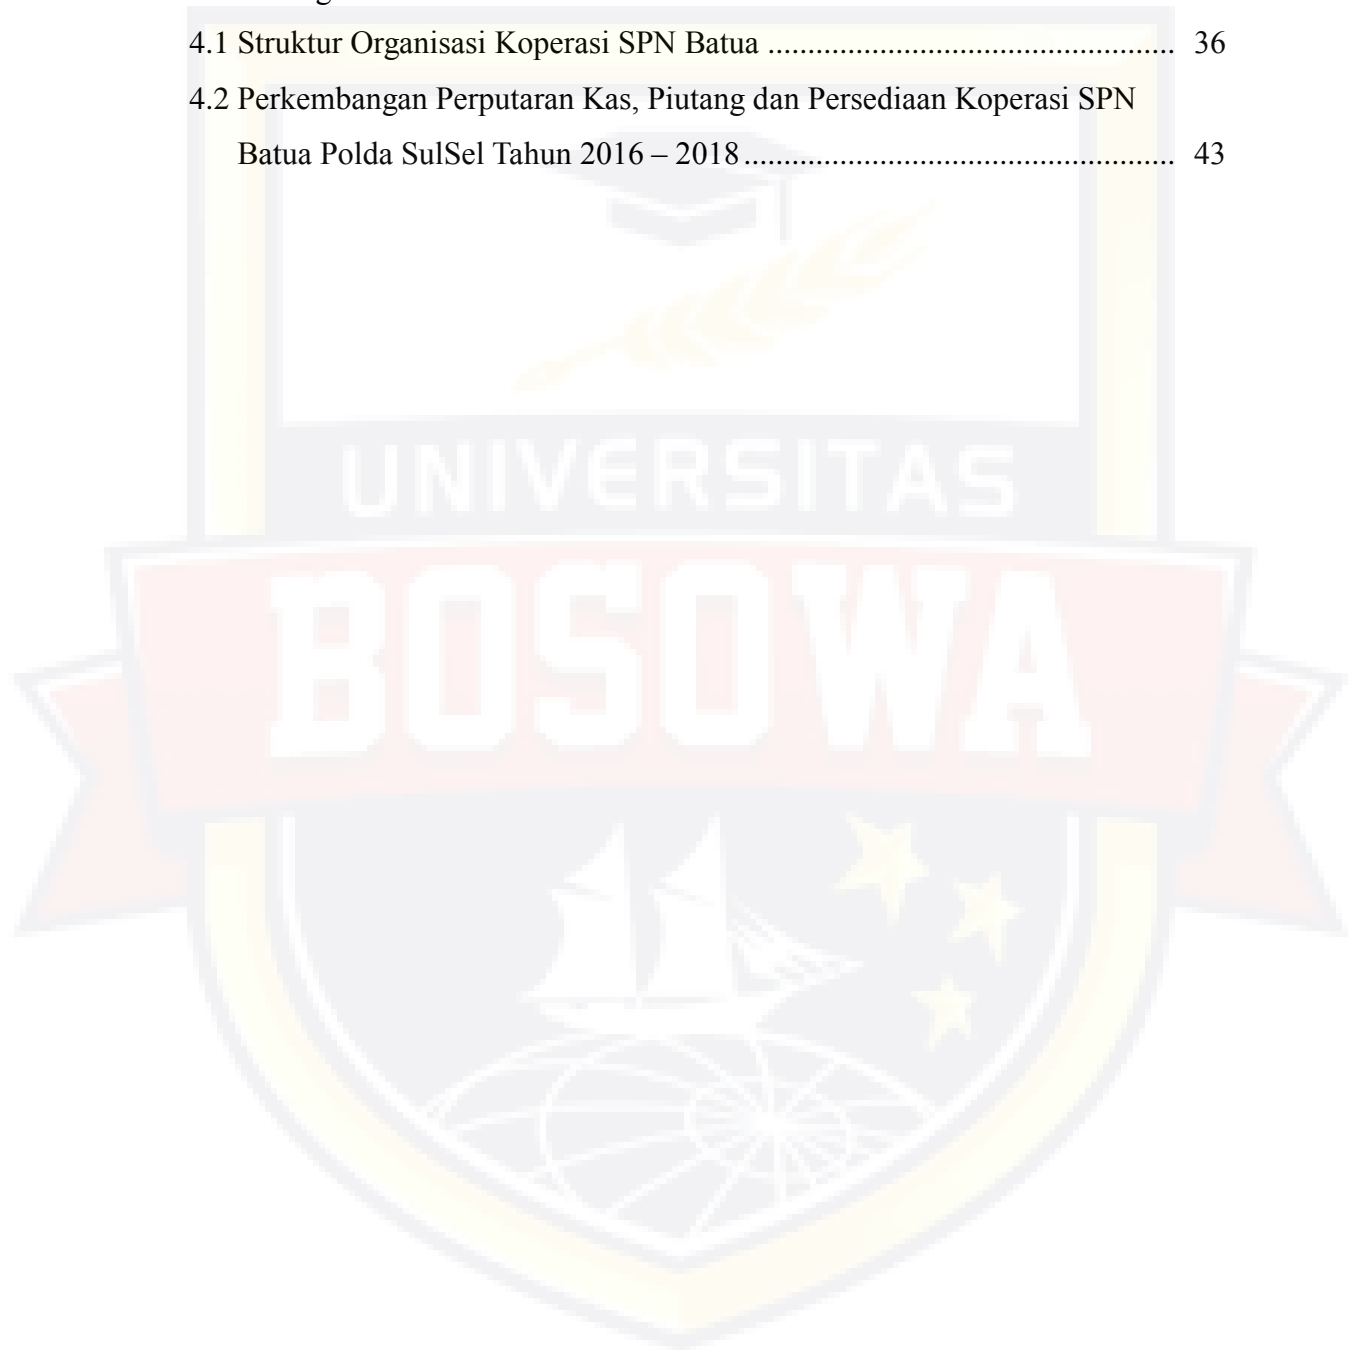 4.1 Struktur Organisasi Koperasi SPN Batua ................................................. 36
4.2 Perkembangan Perputaran Kas, Piutang dan Persediaan Koperasi SPN
Batua Polda SulSel Tahun 2016 – 2018 .................................................... 43
UNIVERSITAS
BOSOWA